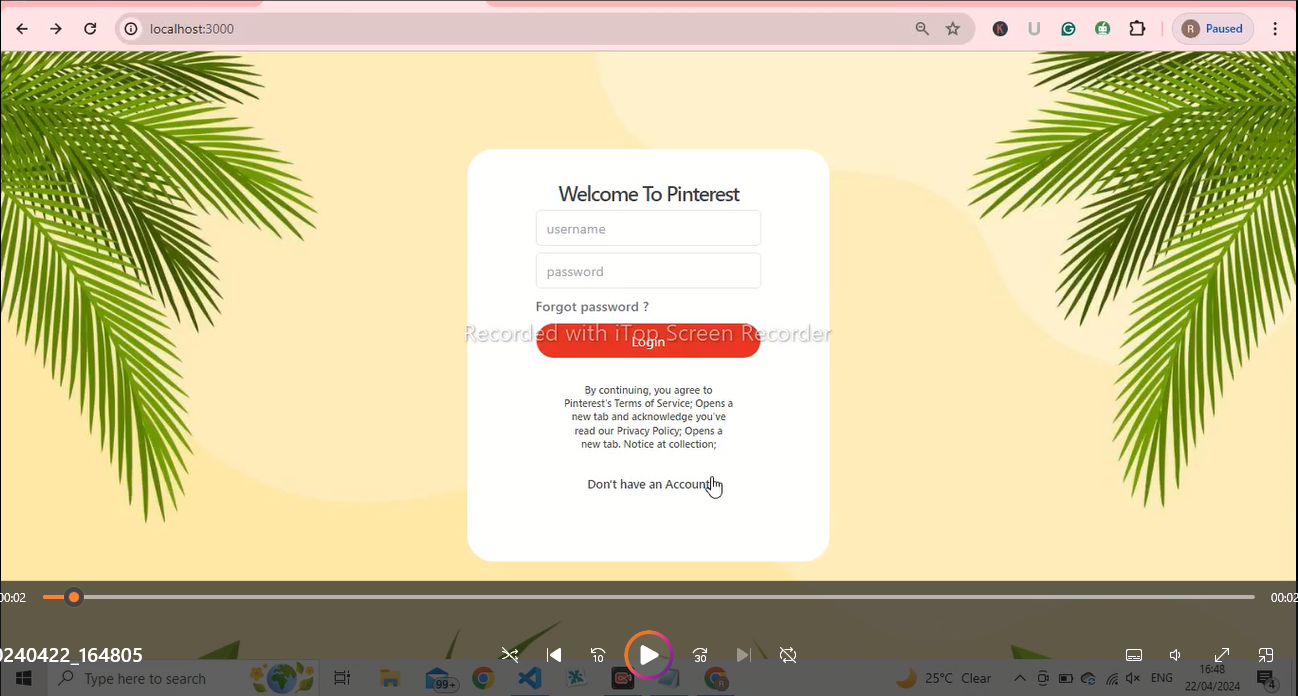 localhost:3000
K
U
R
Paused
Welcome To Pinterest
username
password
Forgot password ?
Recorded with iTop Screen Recorder
Login
By continuing, you agree to
Pinterest's Terms of Service; Opens a
new tab and acknowledge you've
read our Privacy Policy; Opens a
new tab. Notice at collection;
Don't have an Account
00:02
00:02
0240422_164805
10
30
Type here to search
99+
25°C Clear
ENG
16:48
22/04/2024
4